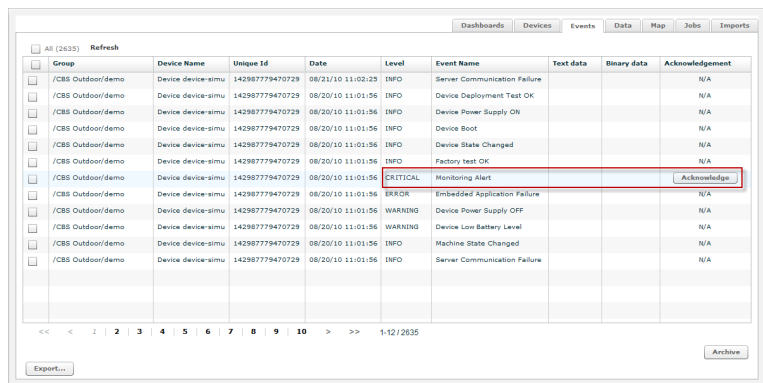 Dashboards Devices Events Data Map Jobs Imports
All (2635) Refresh
Group Device Name Unique Id Date Level Event Name Text data Binary data Acknowledgement
/CBS Outdoor/demo Device device-simu 142987779470729 08/21/10 11:02:25 INFO Server Communication Failure N/A
/CBS Outdoor/demo Device device-simu 142987779470729 08/20/10 11:01:56 INFO Device Deployment Test OK N/A
/CBS Outdoor/demo Device device-simu 142987779470729 08/20/10 11:01:56 INFO Device Power Supply ON N/A
/CBS Outdoor/demo Device device-simu 142987779470729 08/20/10 11:01:56 INFO Device Boot N/A
/CBS Outdoor/demo Device device-simu 142987779470729 08/20/10 11:01:56 INFO Device State Changed N/A
/CBS Outdoor/demo Device device-simu 142987779470729 08/20/10 11:01:56 INFO Factory test OK N/A
/CBS Outdoor/demo Device device-simu 142987779470729 08/20/10 11:01:56 CRITICAL Monitoring Alert Acknowledge
/CBS Outdoor/demo Device device-simu 142987779470729 08/20/10 11:01:56 ERROR Embedded Application Failure N/A
/CBS Outdoor/demo Device device-simu 142987779470729 08/20/10 11:01:56 WARNING Device Power Supply OFF N/A
/CBS Outdoor/demo Device device-simu 142987779470729 08/20/10 11:01:56 WARNING Device Low Battery Level N/A
/CBS Outdoor/demo Device device-simu 142987779470729 08/20/10 11:01:56 INFO Machine State Changed N/A
/CBS Outdoor/demo Device device-simu 142987779470729 08/20/10 11:01:56 INFO Server Communication Failure N/A
<< < 1 | 2 | 3 | 4 | 5 | 6 | 7 | 8 | 9 | 10 > >> 1-12 / 2635
Archive
Export...